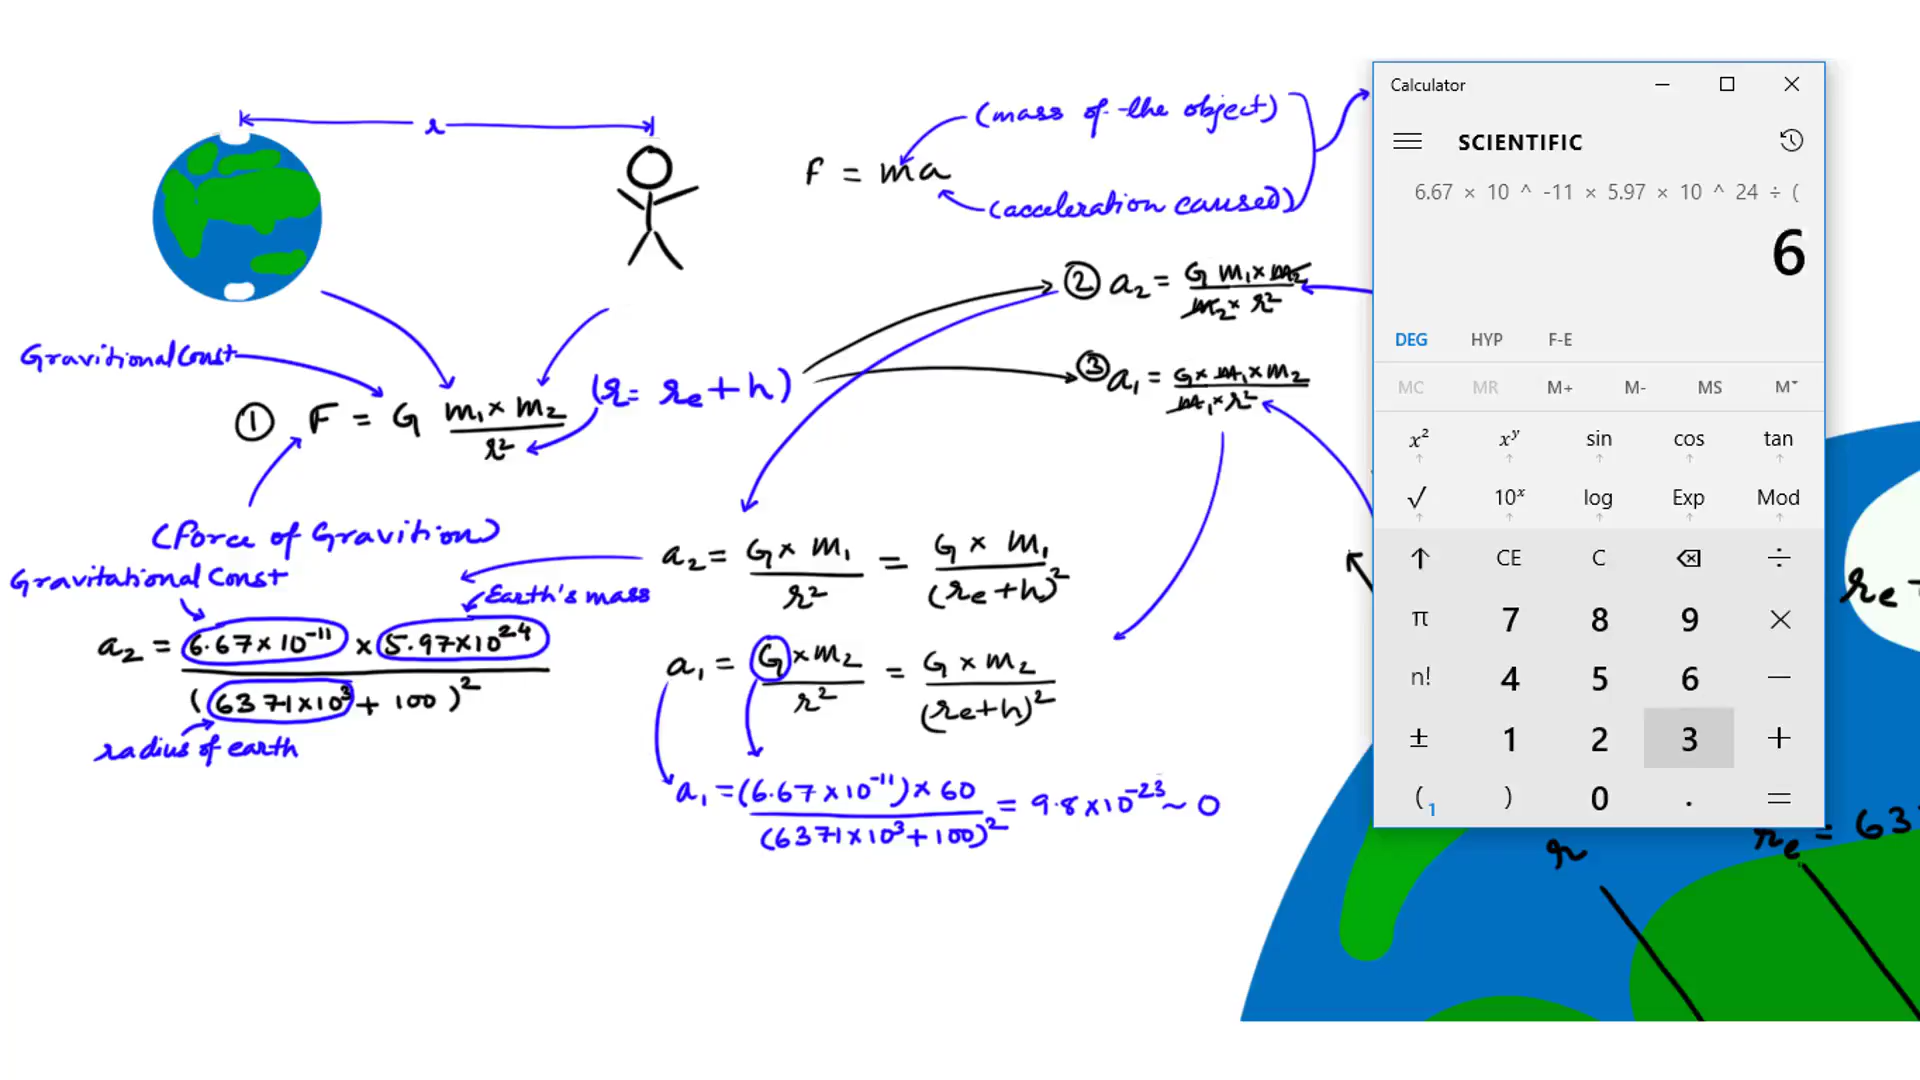 r
F = ma
(mass of the object)
(acceleration caused)
② a₂ = G m₁ × m₂
m₂ × r²
Gravitional Const
③ a₁ = G × m₁ × m₂
m₁ × r²
① F = G m₁ × m₂
r²
(r = re + h)
(Force of Gravition)
Gravitational Const
Earth's mass
a₂ = 6.67 × 10⁻¹¹ × 5.97 × 10²⁴
(6371 × 10³ + 100)²
radius of earth
a₂ = G × m₁ = G × m₁
r² (re + h)²
a₁ = G × m₂ = G × m₂
r² (re + h)²
a₁ = (6.67 × 10⁻¹¹) × 60 = 9.8 × 10⁻²³ ~ 0
(6371 × 10³ + 100)²
Calculator
SCIENTIFIC
6.67 × 10 ^ -11 × 5.97 × 10 ^ 24 ÷ (
6
DEG HYP F-E
MC MR M+ M- MS M˅
x² xʸ sin cos tan
√ 10ˣ log Exp Mod
↑ CE C ⌫ ÷
π 7 8 9 ×
n! 4 5 6 −
± 1 2 3 +
(₁ ) 0 . =
re +
r
re = 63